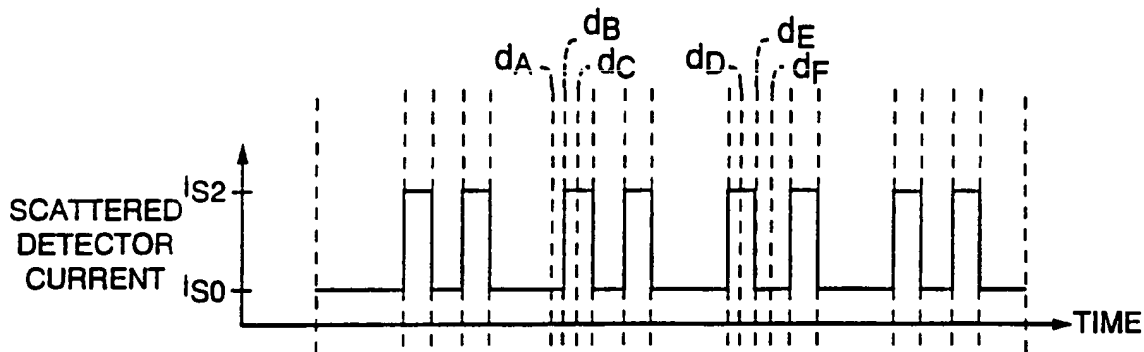 dB
dE
dA
dC
dD
dF
IS2
SCATTERED
DETECTOR
CURRENT
IS0
TIME